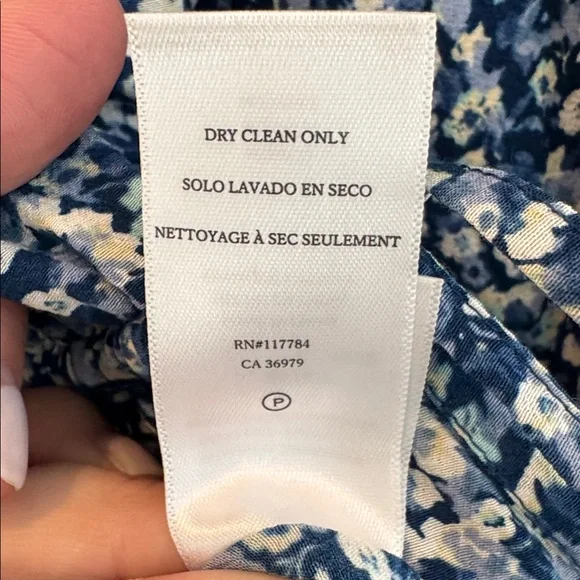 DRY CLEAN ONLY
SOLO LAVADO EN SECO
NETTOYAGE À SEC SEULEMENT
RN#117784
CA 36979
P